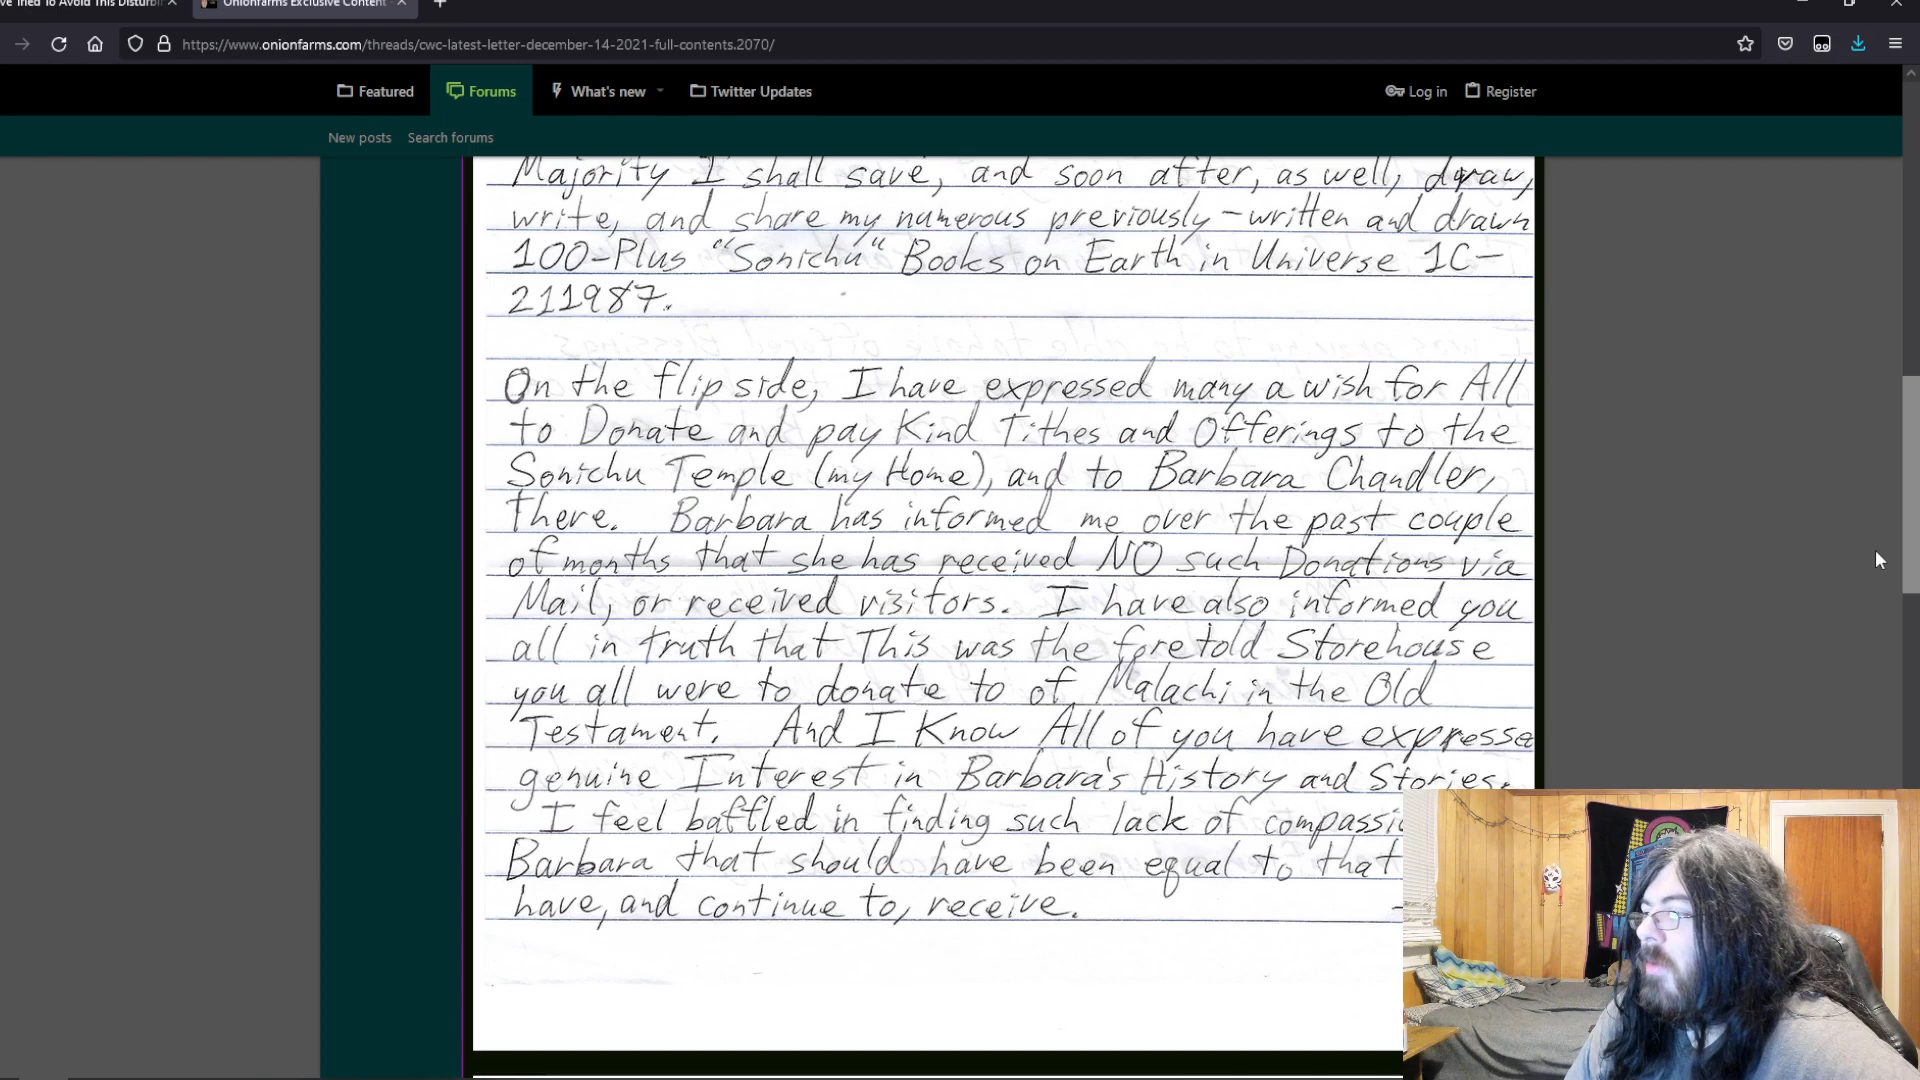 ve Tried To Avoid This Disturbi
Onionfarms Exclusive Content -
https://www.onionfarms.com/threads/cwc-latest-letter-december-14-2021-full-contents.2070/
Featured
Forums
What's new
Twitter Updates
Log in
Register
New posts
Search forums
Majority I shall save, and soon after, as well, draw,
write, and share my numerous previously-written and drawn
100-Plus "Sonichu" Books on Earth in Universe 1C-
211987.
On the flip side, I have expressed many a wish for All
to Donate and pay Kind Tithes and Offerings to the
Sonichu Temple (my Home), and to Barbara Chandler,
There. Barbara has informed me over the past couple
of months that she has received NO such Donations via
Mail, or received visitors. I have also informed you
all in truth that This was the foretold Storehouse
you all were to donate to of Malachi in the Old
Testament. And I Know All of you have expresse
genuine Interest in Barbara's History and Stories.
I feel baffled in finding such lack of compassi
Barbara that should have been equal to that
have, and continue to, receive.